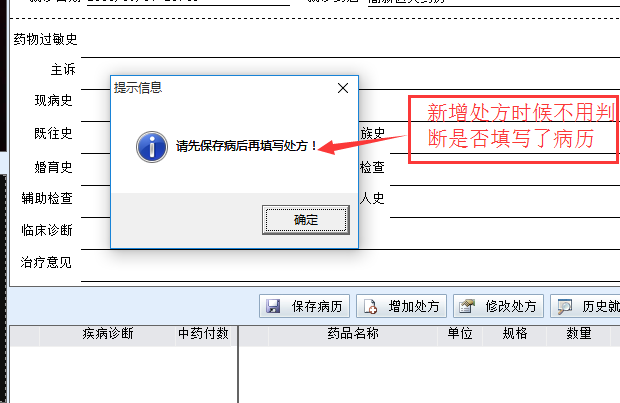 药物过敏史
主诉
提示信息
现病史
新增处方时候不用判
断是否填写了病历
既往史
族史
请先保存病后再填写处方！
婚育史
检查
辅助检查
人史
确定
临床诊断
治疗意见
保存病历 增加处方 修改处方 历史就
疾病诊断 中药付数 药品名称 单位 规格 数量